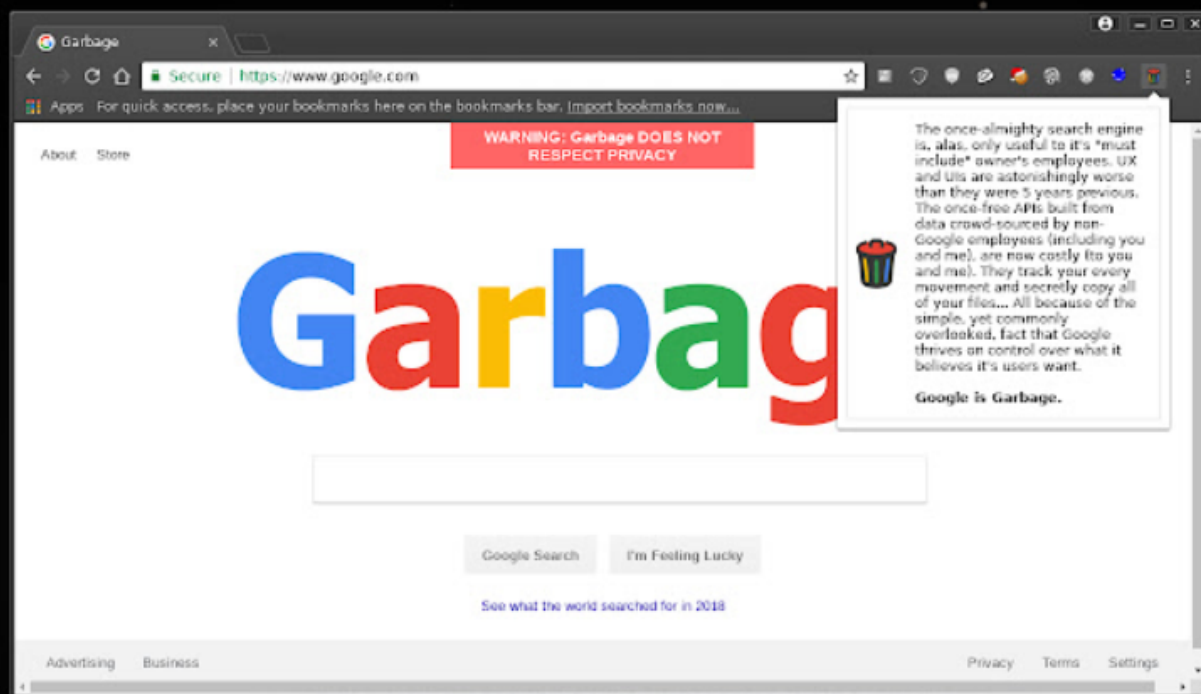 Garbage
Secure | https://www.google.com
Apps For quick access, place your bookmarks here on the bookmarks bar. Import bookmarks now...
About Store
WARNING: Garbage DOES NOT
RESPECT PRIVACY
The once-almighty search engine
is, alas, only useful to it's "must
include" owner's employees. UX
and UIs are astonishingly worse
than they were 5 years previous.
The once-free APIs built from
data crowd-sourced by non-
Google employees (including you
and me), are now costly (to you
and me). They track your every
movement and secretly copy all
of your files... All because of the
simple, yet commonly
overlooked, fact that Google
thrives on control over what it
believes it's users want.
Google is Garbage.
Garbag
Google Search I'm Feeling Lucky
See what the world searched for in 2018
Advertising Business Privacy Terms Settings